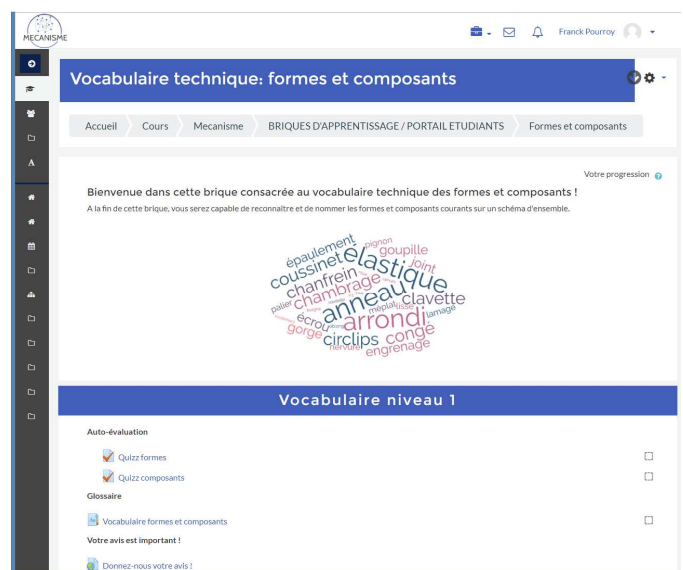 MECANISME
Franck Pourroy
Vocabulaire technique: formes et composants
Accueil Cours Mecanisme BRIQUES D'APPRENTISSAGE / PORTAIL ETUDIANTS Formes et composants
Votre progression
Bienvenue dans cette brique consacrée au vocabulaire technique des formes et composants !
A la fin de cette brique, vous serez capable de reconnaître et de nommer les formes et composants courants sur un schéma d'ensemble.
épaulement
pignon
goupille
coussinet
élastique
joint
chanfrein
palier
chambrage
anneau
clavette
méplat
lisse
lamage
écrou
arrondi
gorge
circlips
congé
nervure
engrenage
Vocabulaire niveau 1
Auto-évaluation
Quizz formes
Quizz composants
Glossaire
Vocabulaire formes et composants
Votre avis est important !
Donnez-nous votre avis !